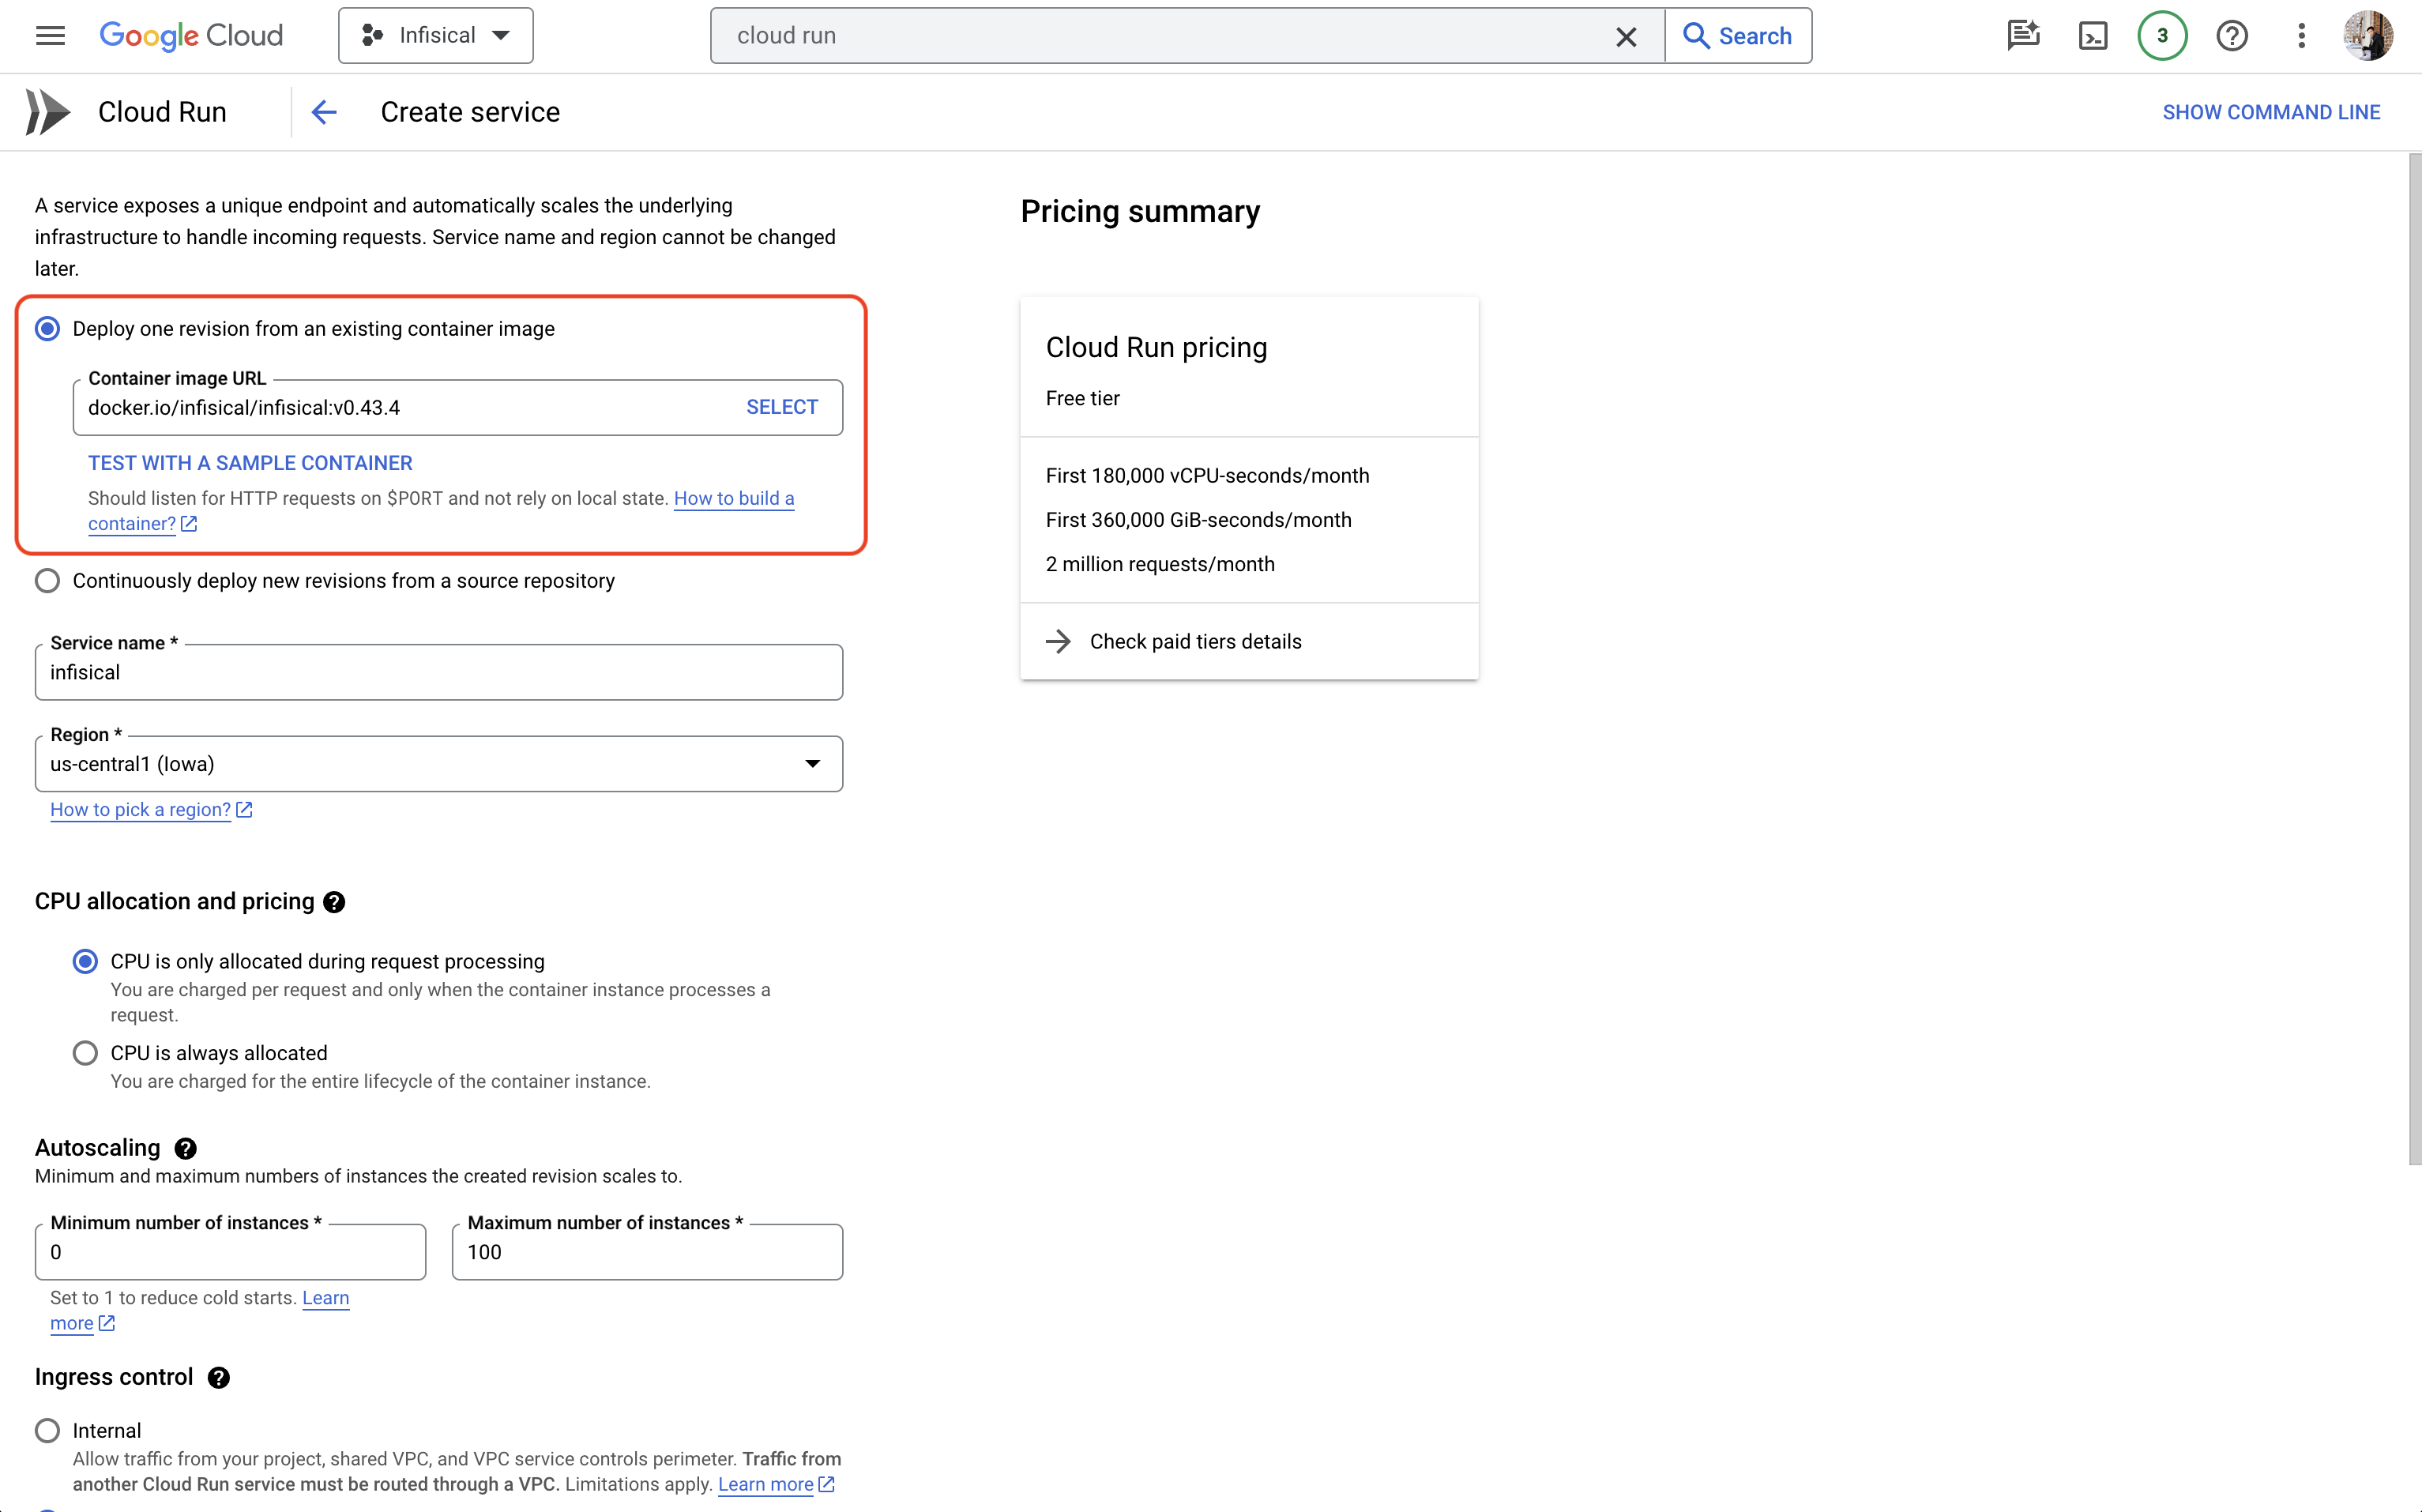 Google Cloud
Infisical
cloud run
Search
3
Cloud Run
Create service
SHOW COMMAND LINE
A service exposes a unique endpoint and automatically scales the underlying
infrastructure to handle incoming requests. Service name and region cannot be changed
later.
Deploy one revision from an existing container image
Container image URL
docker.io/infisical/infisical:v0.43.4
SELECT
TEST WITH A SAMPLE CONTAINER
Should listen for HTTP requests on $PORT and not rely on local state. How to build a
container?
Continuously deploy new revisions from a source repository
Service name *
infisical
Region *
us-central1 (Iowa)
How to pick a region?
CPU allocation and pricing
CPU is only allocated during request processing
You are charged per request and only when the container instance processes a
request.
CPU is always allocated
You are charged for the entire lifecycle of the container instance.
Autoscaling
Minimum and maximum numbers of instances the created revision scales to.
Minimum number of instances *
0
Maximum number of instances *
100
Set to 1 to reduce cold starts. Learn
more
Ingress control
Internal
Allow traffic from your project, shared VPC, and VPC service controls perimeter. Traffic from
another Cloud Run service must be routed through a VPC. Limitations apply. Learn more
Pricing summary
Cloud Run pricing
Free tier
First 180,000 vCPU-seconds/month
First 360,000 GiB-seconds/month
2 million requests/month
Check paid tiers details